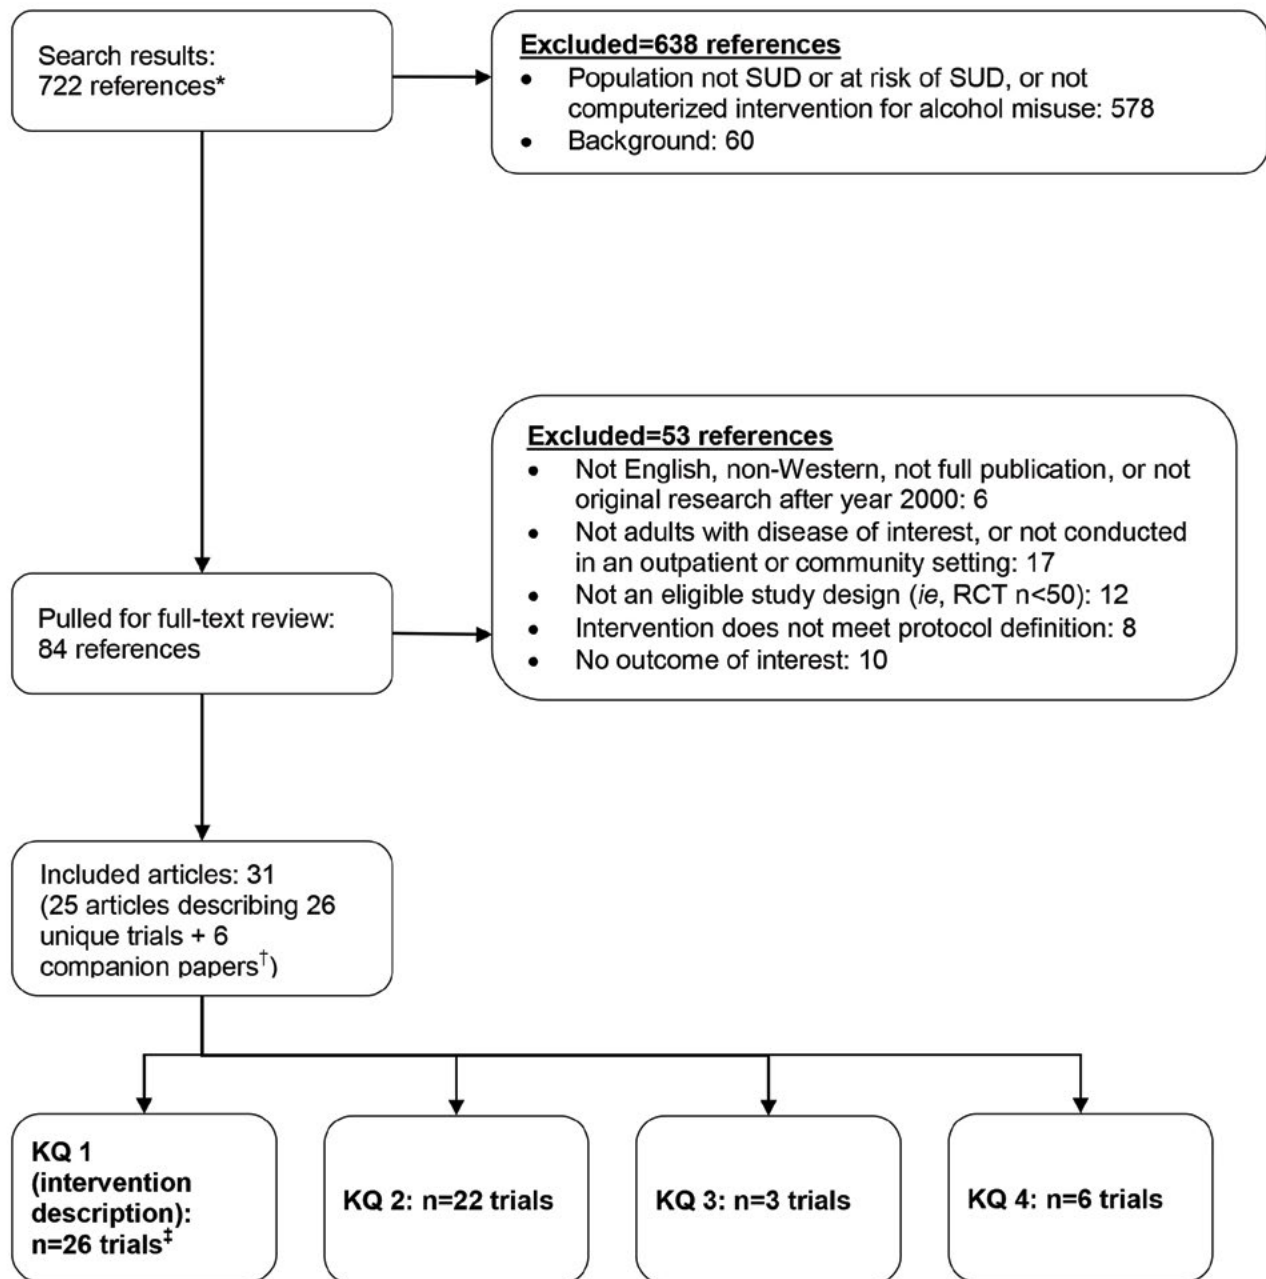 Search results:
722 references*
Excluded=638 references
• Population not SUD or at risk of SUD, or not
computerized intervention for alcohol misuse: 578
• Background: 60
Excluded=53 references
• Not English, non-Western, not full publication, or not
original research after year 2000: 6
• Not adults with disease of interest, or not conducted
in an outpatient or community setting: 17
• Not an eligible study design (ie, RCT n<50): 12
• Intervention does not meet protocol definition: 8
• No outcome of interest: 10
Pulled for full-text review:
84 references
Included articles: 31
(25 articles describing 26
unique trials + 6
companion papers†)
KQ 1
(intervention
description):
n=26 trials‡
KQ 2: n=22 trials
KQ 3: n=3 trials
KQ 4: n=6 trials